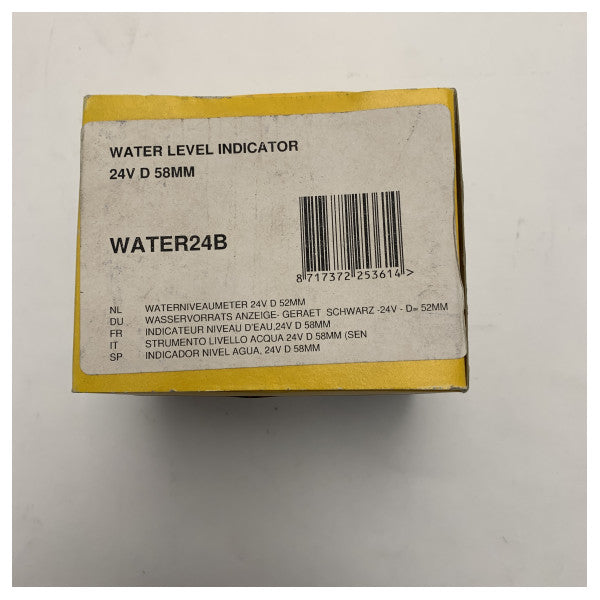 WATER LEVEL INDICATOR
24V D 58MM
WATER24B
8 717372 253614 >
NL WATERNIVEAUMETER 24V D 52MM
DU WASSERVORRATS ANZEIGE- GERAET SCHWARZ -24V - D= 52MM
FR INDICATEUR NIVEAU D'EAU,24V D 58MM
IT STRUMENTO LIVELLO ACQUA 24V D 58MM (SEN
SP INDICADOR NIVEL AGUA, 24V D 58MM